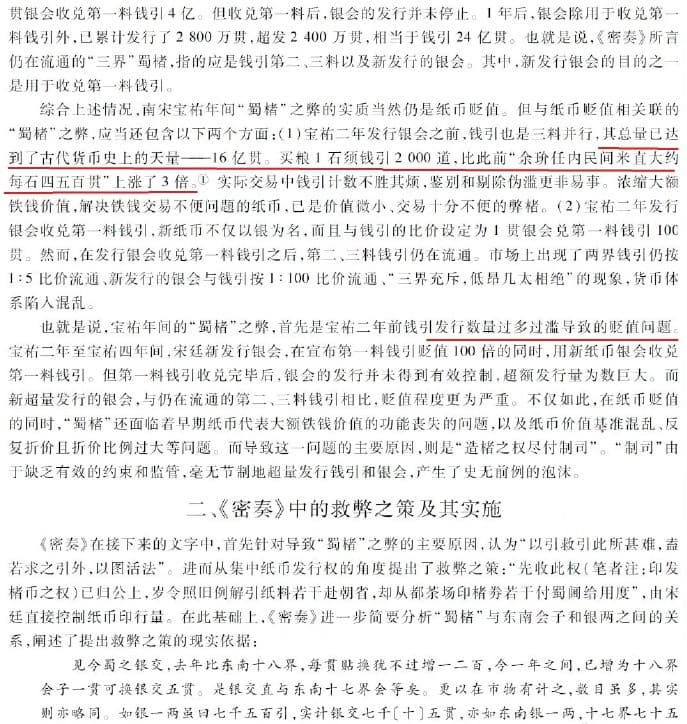 贯银会收兑第一料钱引4亿。但收兑第一料后，银会的发行并未停止。1年后，银会除用于收兑第一
料钱引外，已累计发行了2 800万贯，超发2 400万贯，相当于钱引24亿贯。也就是说，《密奏》所言
仍在流通的“三界”蜀楮，指的应是钱引第二、三料以及新发行的银会。其中，新发行银会的目的之一
是用于收兑第一料钱引。
综合上述情况，南宋宝祐年间“蜀楮”之弊的实质当然仍是纸币贬值。但与纸币贬值相关联的
“蜀楮”之弊，应当还包含以下两个方面：(1)宝祐二年发行银会之前，钱引也是三料并行，其总量已达
到了古代货币史上的天量——16亿贯。买粮1石须钱引2 000道，比此前“余玠任内民间米直大约
每石四五百贯”上涨了3倍。① 实际交易中钱引计数不胜其烦，鉴别和剔除伪滥更非易事。浓缩大额
铁钱价值，解决铁钱交易不便问题的纸币，已是价值微小、交易十分不便的弊楮。(2)宝祐二年发行
银会收兑第一料钱引，新纸币不仅以银为名，而且与钱引的比价设定为1贯银会兑第一料钱引100
贯。然而，在发行银会收兑第一料钱引之后，第二、三料钱引仍在流通。市场上出现了两界钱引仍按
1∶5比价流通、新发行的银会与钱引按1∶100比价流通、“三界充斥，低昂几太相绝”的现象，货币体
系陷入混乱。
也就是说，宝祐年间的“蜀楮”之弊，首先是宝祐二年前钱引发行数量过多过滥导致的贬值问题。
宝祐二年至宝祐四年间，宋廷新发行银会，在宣布第一料钱引贬值100倍的同时，用新纸币银会收兑
第一料钱引。但第一料钱引收兑完毕后，银会的发行并未得到有效控制，超额发行量为数巨大。而
新超量发行的银会，与仍在流通的第二、三料钱引相比，贬值程度更为严重。不仅如此，在纸币贬值
的同时，“蜀楮”还面临着早期纸币代表大额铁钱价值的功能丧失的问题，以及纸币价值基准混乱、反
复折价且折价比例过大等问题。而导致这一问题的主要原因，则是“造楮之权尽付制司”。“制司”由
于缺乏有效的约束和监管，毫无节制地超量发行钱引和银会，产生了史无前例的泡沫。
二、《密奏》中的救弊之策及其实施
《密奏》在接下来的文字中，首先针对导致“蜀楮”之弊的主要原因，认为“以引救引此所甚难，盍
若求之引外，以图活法”。进而从集中纸币发行权的角度提出了救弊之策：“先收此权(笔者注：印发
楮币之权)已归公上，岁令照旧例解引纸料若干赴朝省，却从都茶场印楮券若干付蜀阃给用度”，由宋
廷直接控制纸币印行量。在此基础上，《密奏》进一步简要分析“蜀楮”与东南会子和银两之间的关
系，阐述了提出救弊之策的现实依据：
见今蜀之银交，去年比东南十八界，每贯贴换犹不过增一二百，今一年之间，已增为十八界
会子一贯可换银交五贯。是银交直与东南十七界会等矣。更以在市物有计之，数目虽多，其实
则亦略同。如银一两虽曰七千五百引，实计银交七千〔十〕五贯，亦如东南银一两，十七界七十五